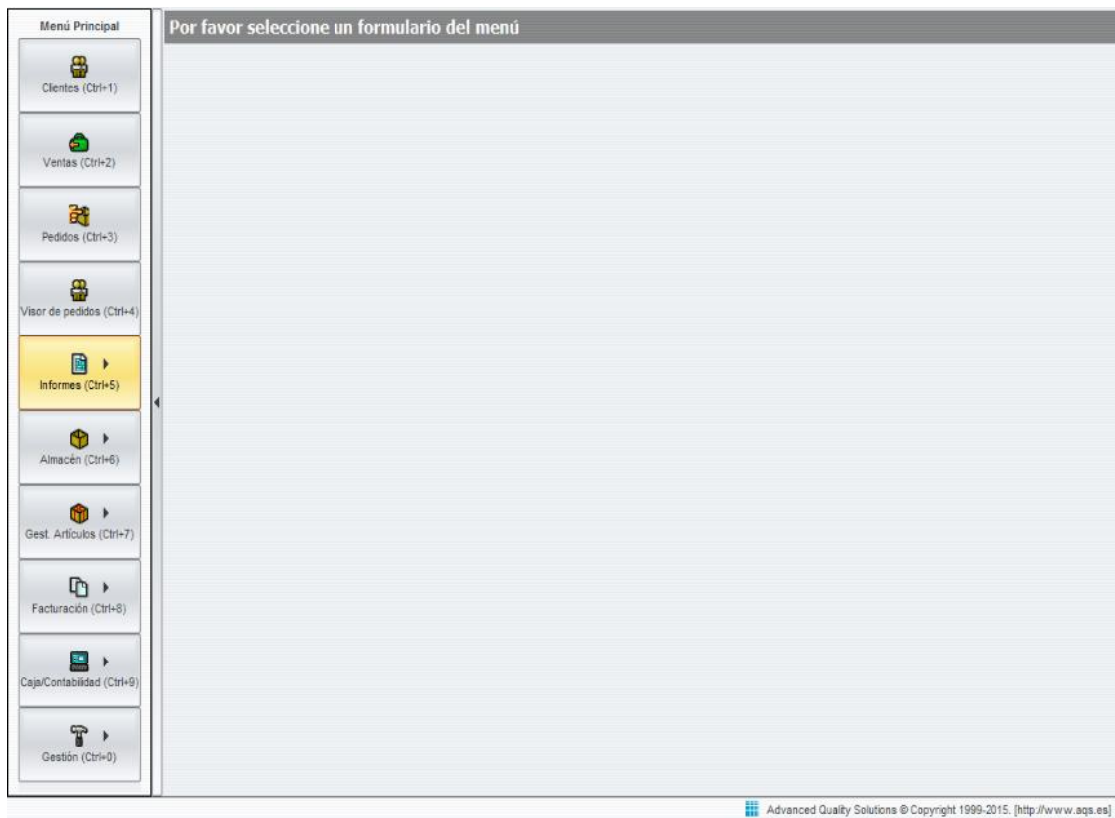 Menú Principal
Por favor seleccione un formulario del menú
Clientes (Ctrl+1)
Ventas (Ctrl+2)
Pedidos (Ctrl+3)
Visor de pedidos (Ctrl+4)
Informes (Ctrl+5)
Almacén (Ctrl+6)
Gest. Artículos (Ctrl+7)
Facturación (Ctrl+8)
Caja/Contabilidad (Ctrl+9)
Gestión (Ctrl+0)
Advanced Quality Solutions © Copyright 1999-2015. [http://www.aqs.es]